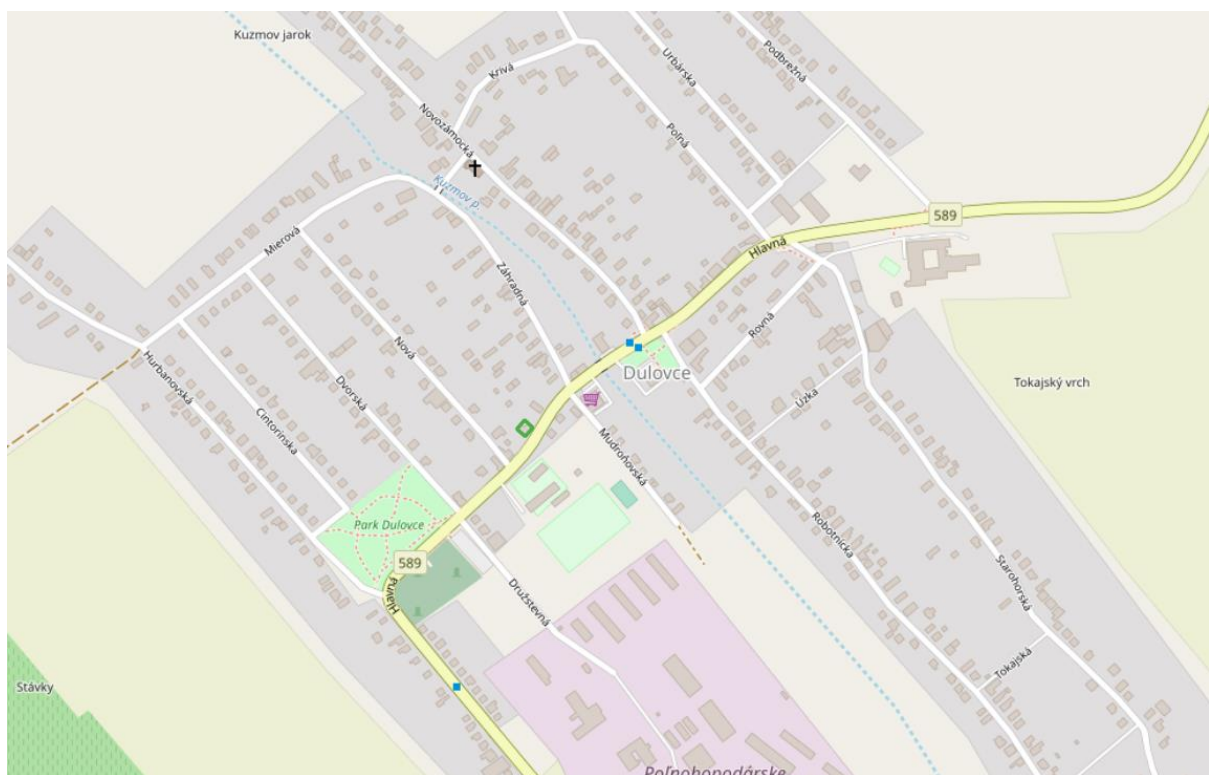 Kuzmov jarok
Podbrežná
Urbárska
Krivá
Novozámocká
Poľná
Kuzmov p.
589
Hlavná
Mierová
Záhradná
Rovná
Nová
Dulovce
Hurbanovská
Dvorská
Úzka
Tokajský vrch
Cintorínska
Mudroňovská
Park Dulovce
Robotnícka
589
Hlavná
Družstevná
Starohorská
Tokajská
Stávky
Poľnohopodárske